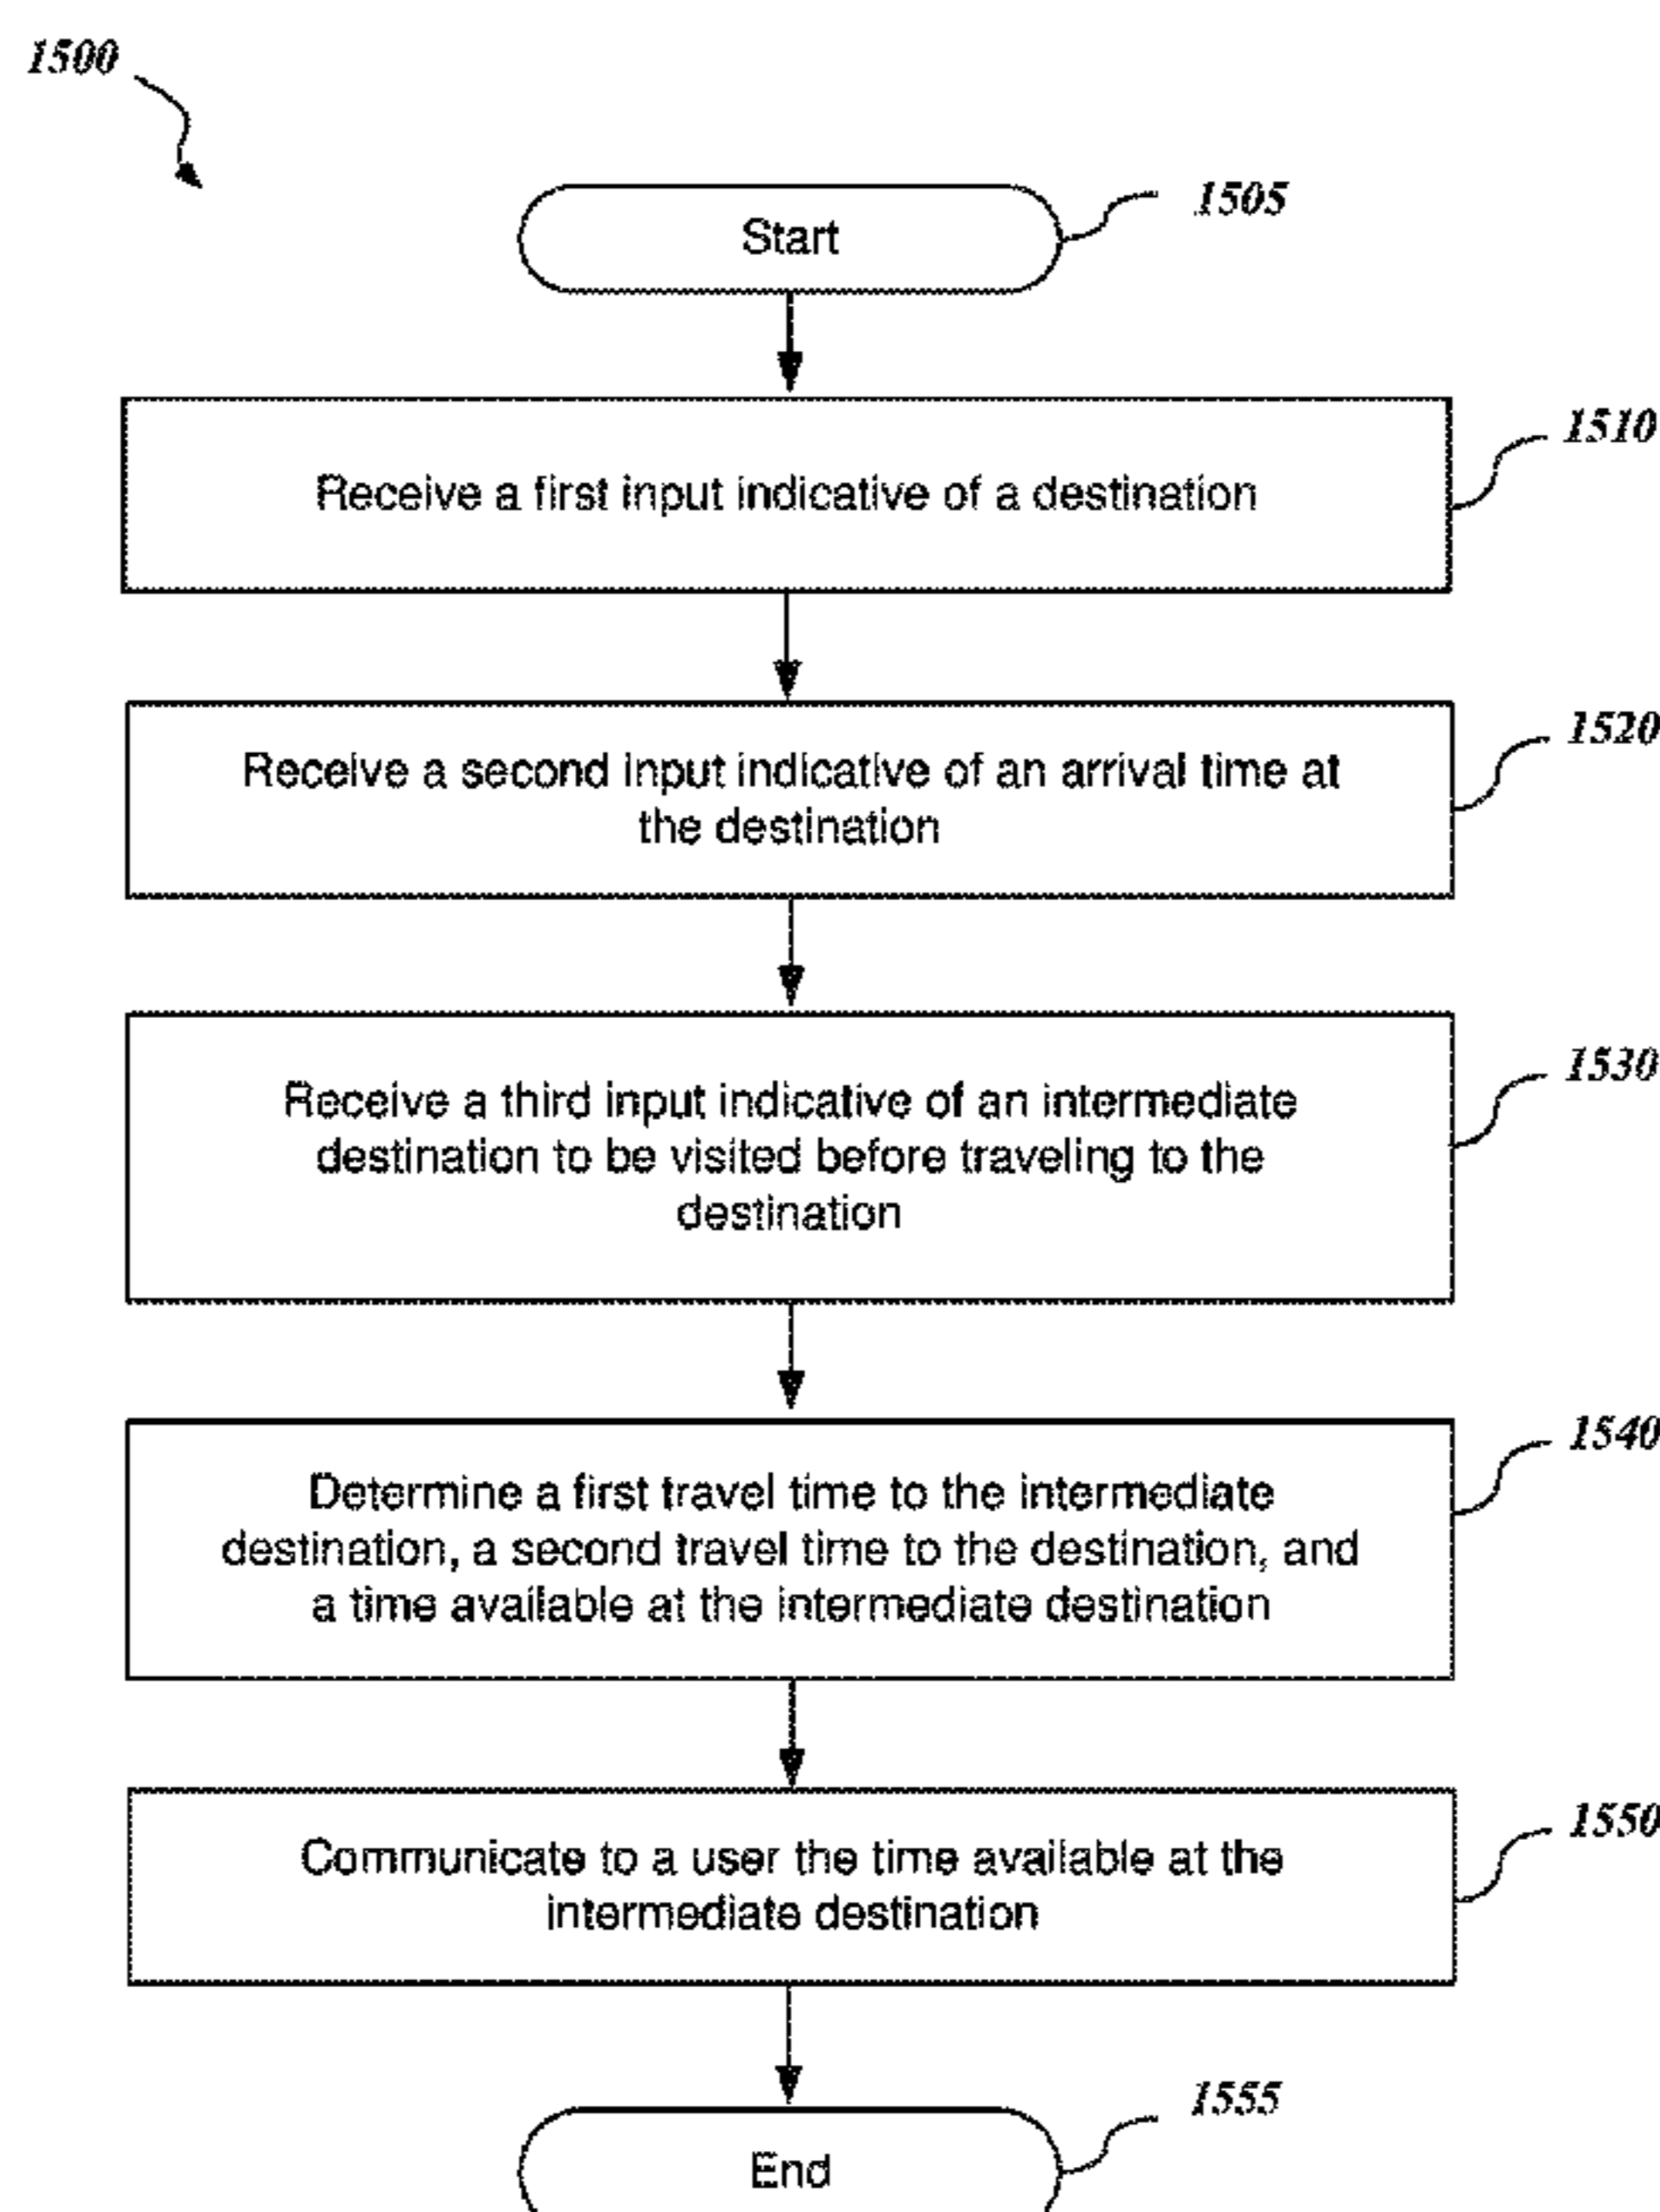 1500
Start
1505
Receive a first input indicative of a destination
1510
Receive a second input indicative of an arrival time at
the destination
1520
Receive a third input indicative of an intermediate
destination to be visited before traveling to the
destination
1530
Determine a first travel time to the intermediate
destination, a second travel time to the destination, and
a time available at the intermediate destination
1540
Communicate to a user the time available at the
intermediate destination
1550
End
1555